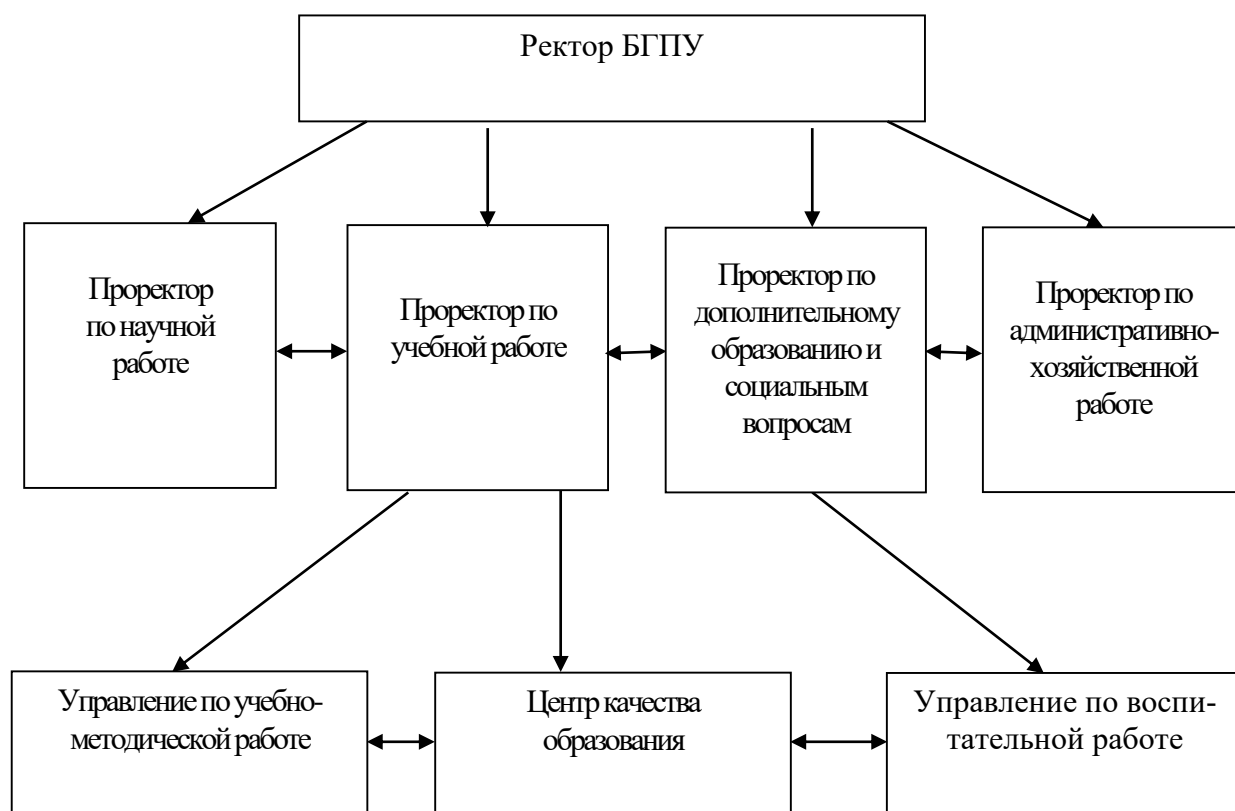 Ректор БГПУ
Проректор
по научной
работе
Проректор по
учебной работе
Проректор по
дополнительному
образованию и
социальным
вопросам
Проректор по
административно-
хозяйственной
работе
Управление по учебно-
методической работе
Центр качества
образования
Управление по воспи-
тательной работе